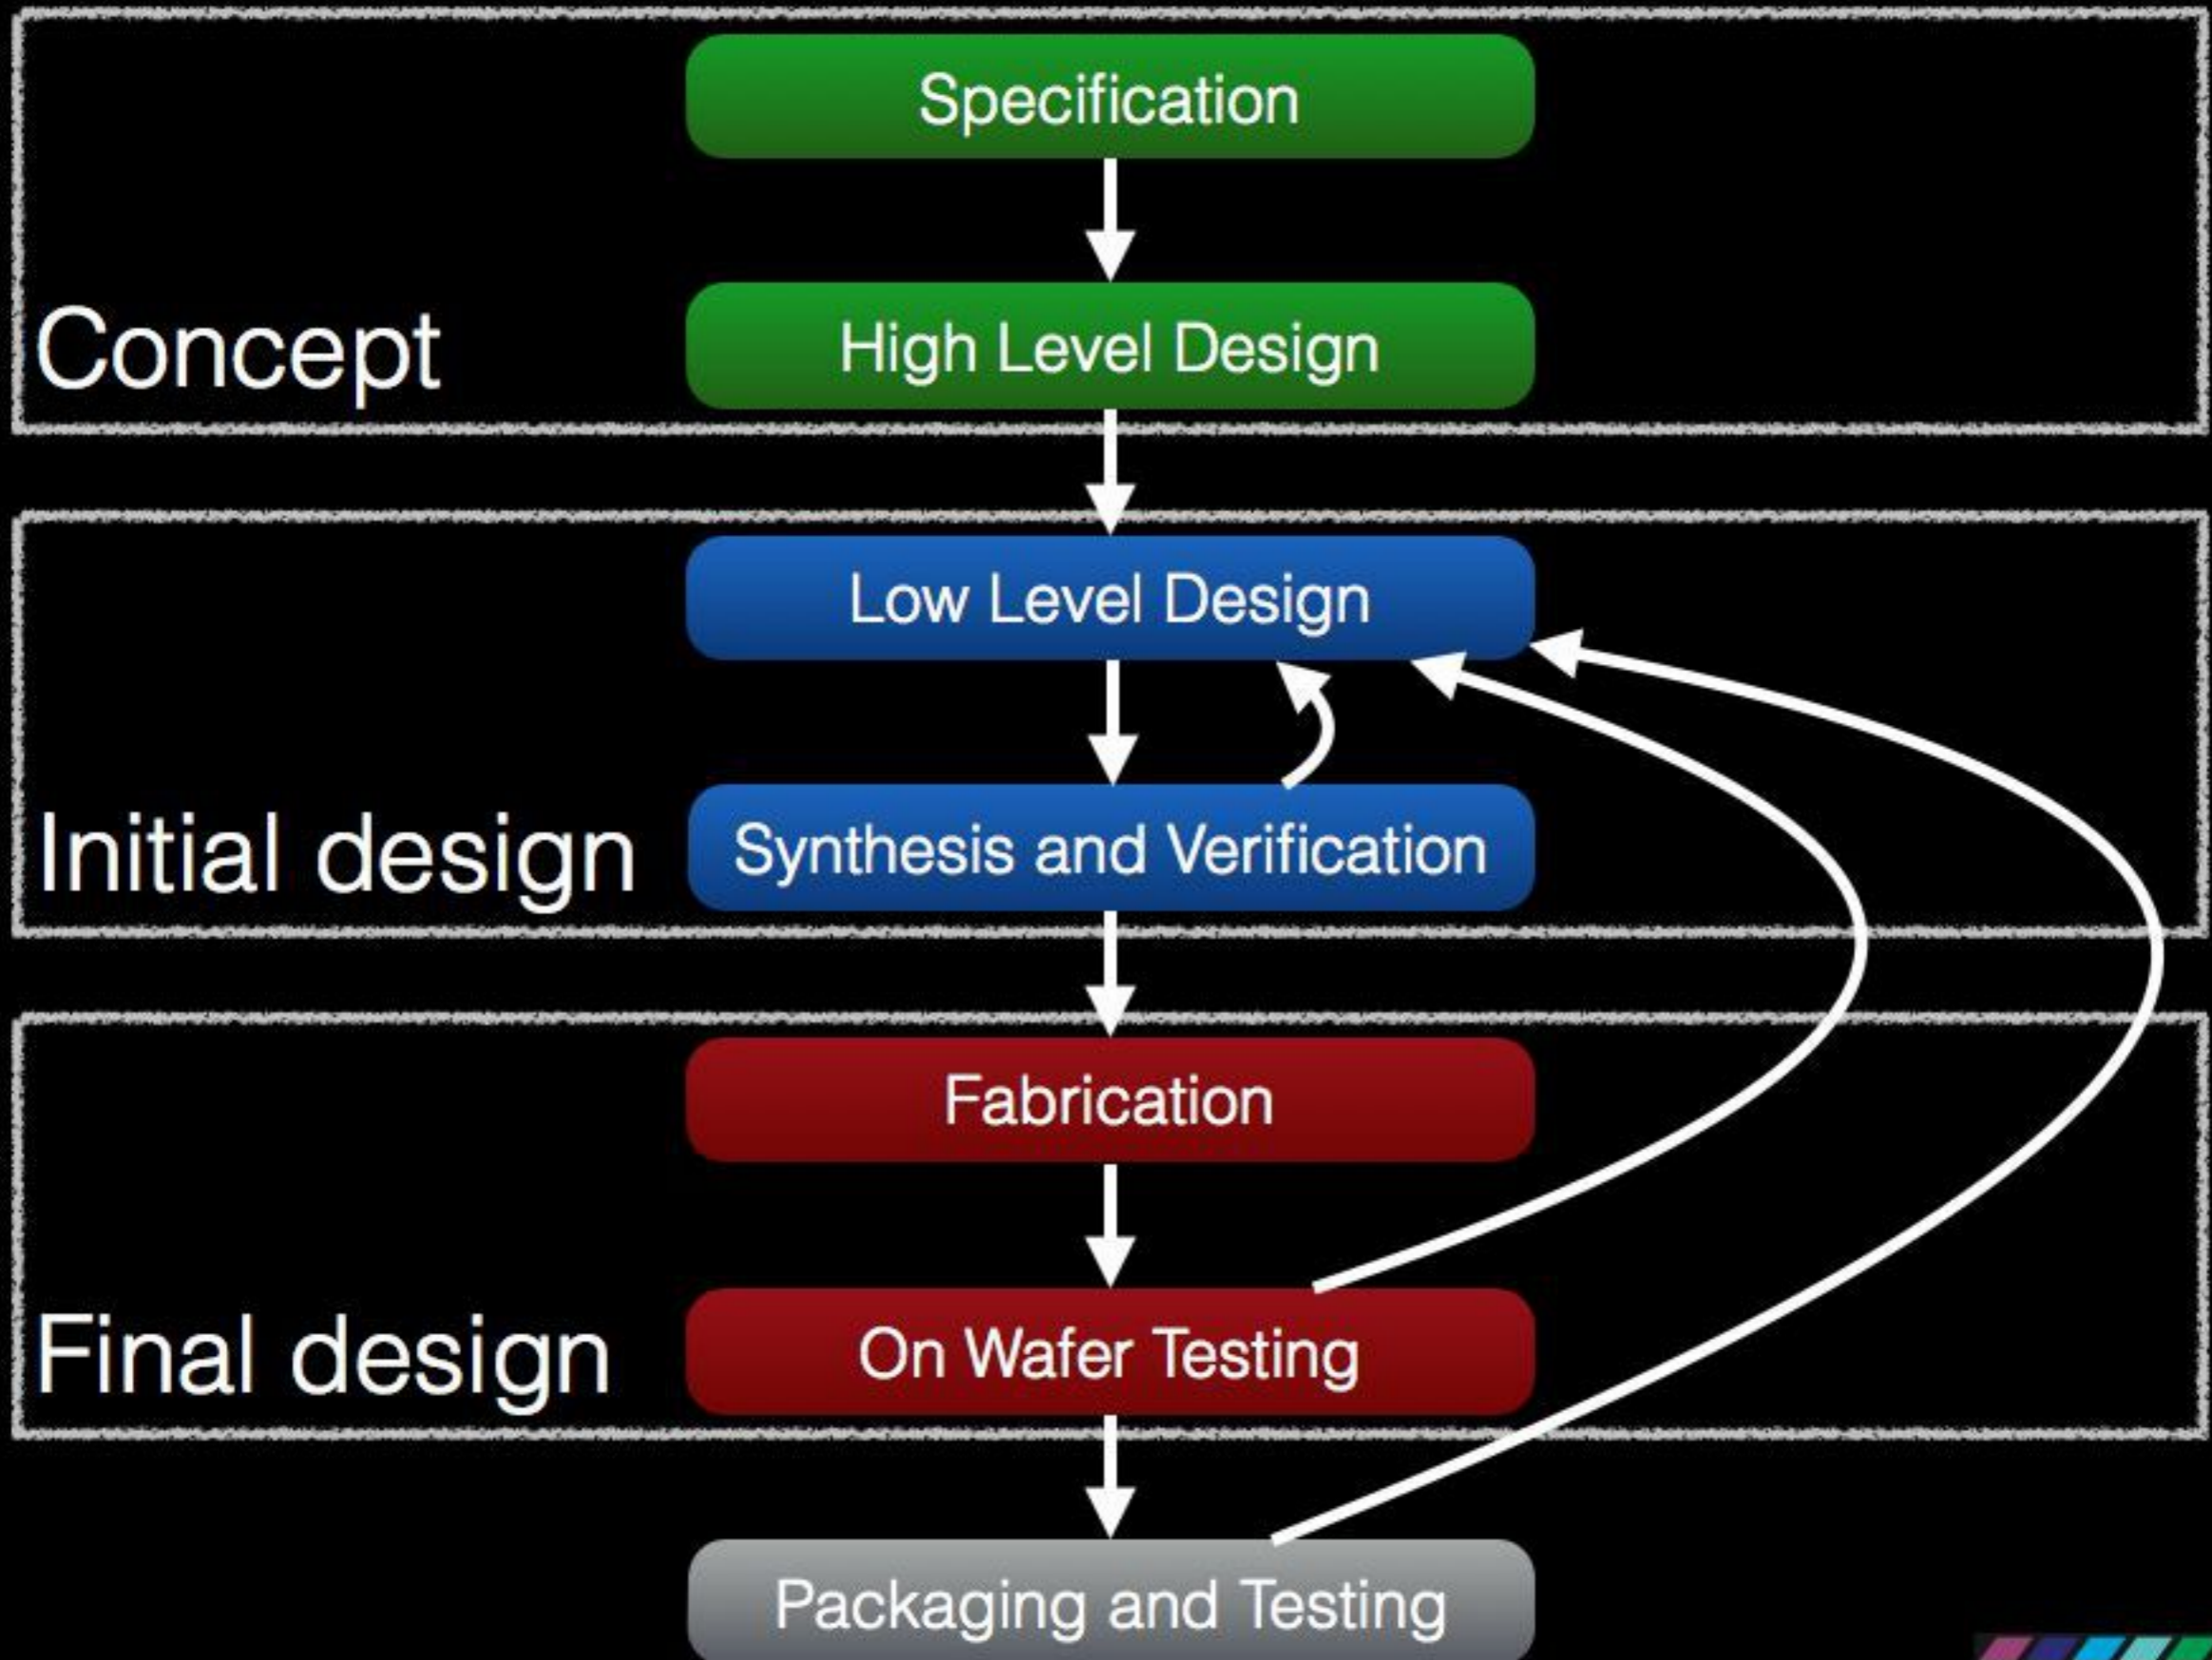 Specification
High Level Design
Concept
Low Level Design
Synthesis and Verification
Initial design
Fabrication
On Wafer Testing
Final design
Packaging and Testing